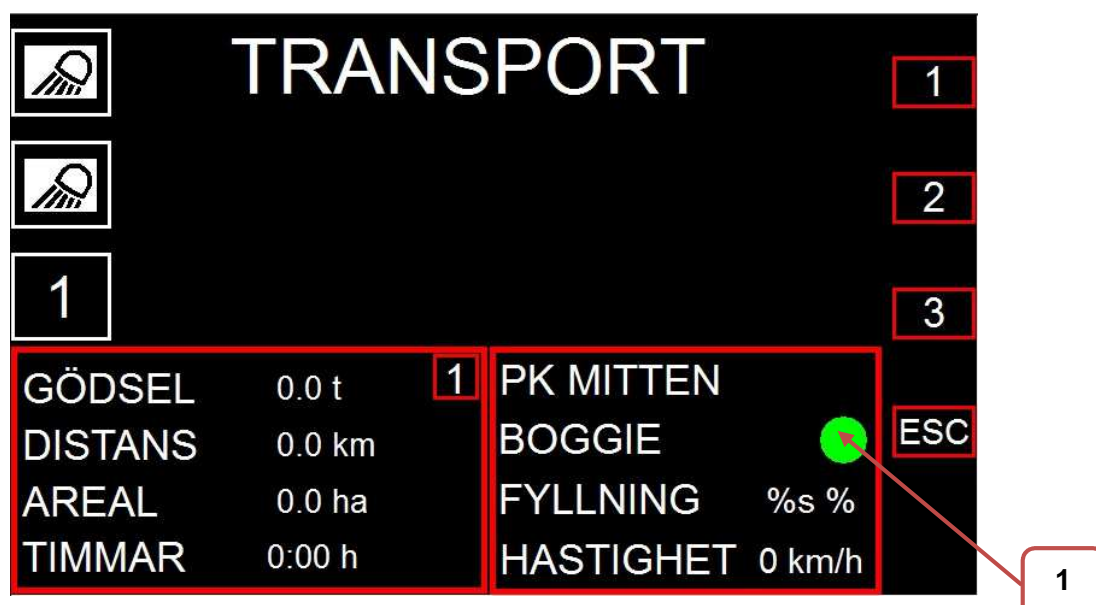 TRANSPORT
1
2
1
3
GÖDSEL 0.0 t 1
DISTANS 0.0 km
AREAL 0.0 ha
TIMMAR 0:00 h
PK MITTEN
BOGGIE
FYLLNING %s %
HASTIGHET 0 km/h
ESC
1